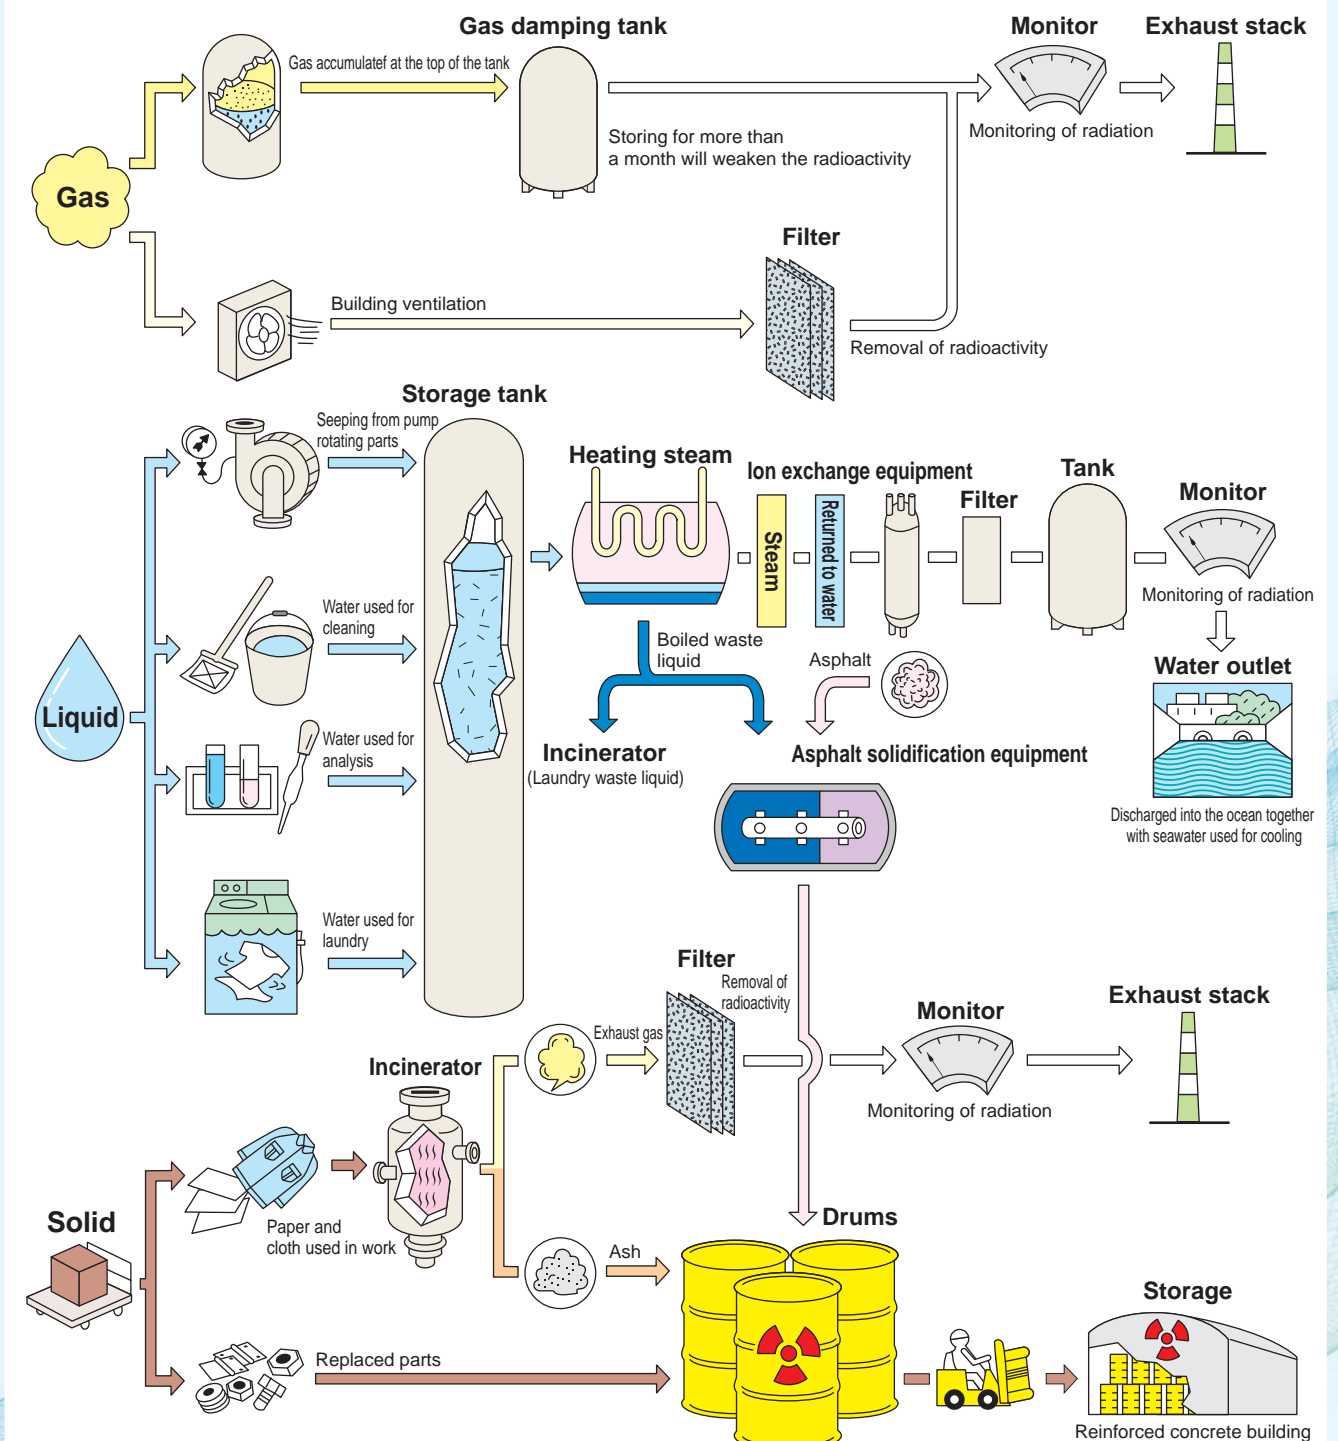 Gas damping tank
Monitor
Exhaust stack
Gas accumulatef at the top of the tank
Monitoring of radiation
Storing for more than
a month will weaken the radioactivity
Gas
Filter
Building ventilation
Removal of radioactivity
Storage tank
Seeping from pump
rotating parts
Heating steam
Ion exchange equipment
Filter
Tank
Monitor
Steam
Returned to water
Monitoring of radiation
Water used for
cleaning
Boiled waste
liquid
Asphalt
Water outlet
Liquid
Water used for
analysis
Incinerator
(Laundry waste liquid)
Asphalt solidification equipment
Discharged into the ocean together
with seawater used for cooling
Water used for
laundry
Filter
Removal of
radioactivity
Exhaust gas
Monitor
Exhaust stack
Incinerator
Monitoring of radiation
Solid
Paper and
cloth used in work
Ash
Drums
Storage
Replaced parts
Reinforced concrete building